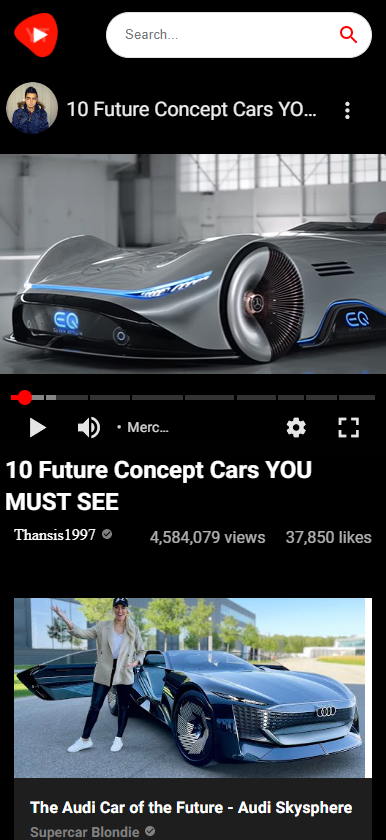 Search...
10 Future Concept Cars YO...
EQ
EQ
• Merc...
10 Future Concept Cars YOU
MUST SEE
Thansis1997
4,584,079 views
37,850 likes
The Audi Car of the Future - Audi Skysphere
Supercar Blondie